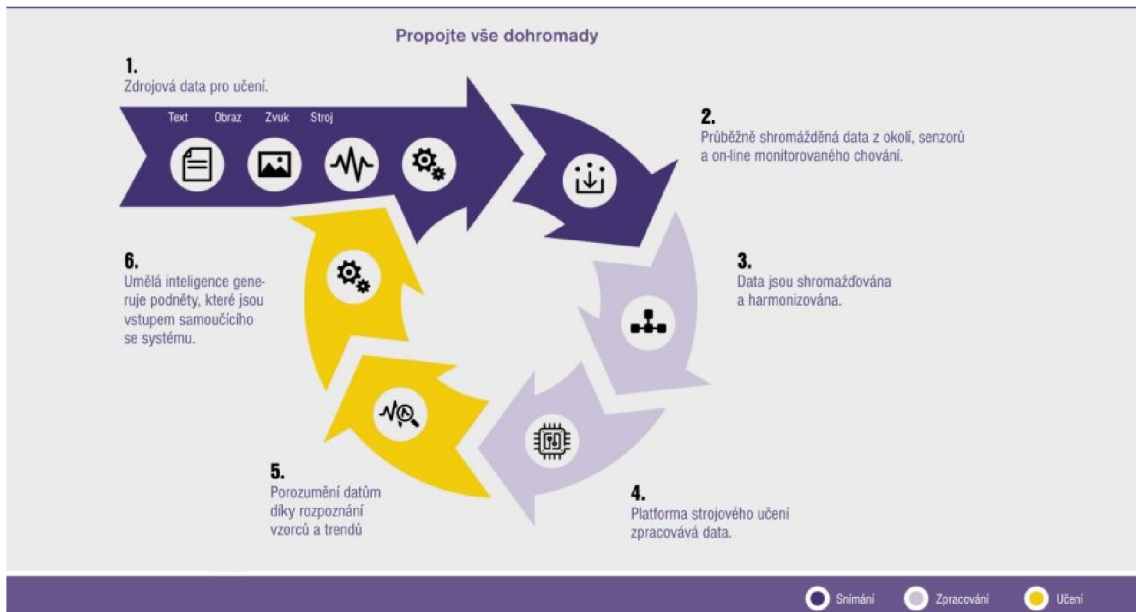 Propojte vše dohromady
1.
Zdrojová data pro učení.
Text Obraz Zvuk Stroj
2.
Průběžně shromážděná data z okolí, senzorů
a on-line monitorovaného chování.
3.
Data jsou shromažďována
a harmonizována.
4.
Platforma strojového učení
zpracovává data.
5.
Porozumění datům
díky rozpoznání
vzorců a trendů
6.
Umělá inteligence gene-
ruje podněty, které jsou
vstupem samoučícího
se systému.
Snímání Zpracování Učení